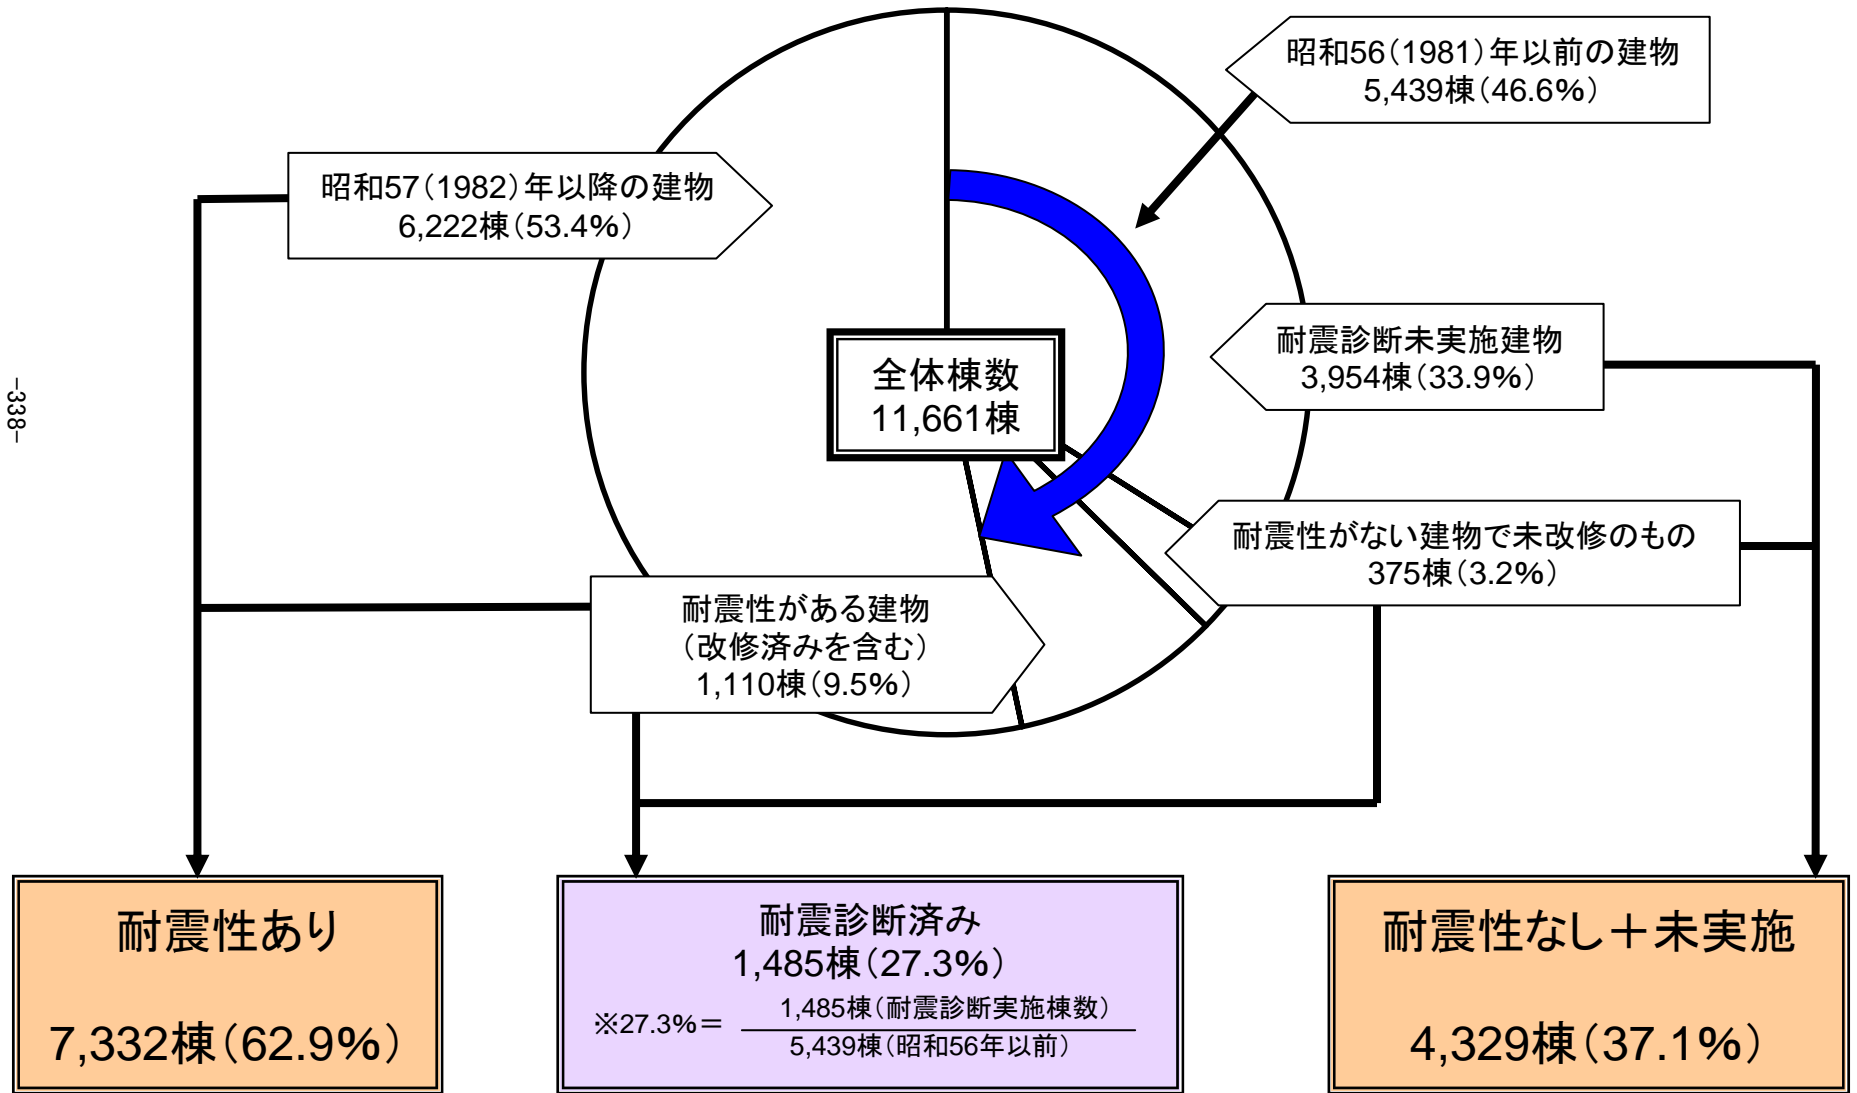 昭和56（1981）年以前の建物
5,439棟（46.6%）
昭和57（1982）年以降の建物
6,222棟（53.4%）
全体棟数
11,661棟
耐震診断未実施建物
3,954棟（33.9%）
耐震性がない建物で未改修のもの
375棟（3.2%）
耐震性がある建物
（改修済みを含む）
1,110棟（9.5%）
耐震性あり
7,332棟（62.9%）
耐震診断済み
1,485棟（27.3%）
※27.3%＝
1,485棟（耐震診断実施棟数）
5,439棟（昭和56年以前）
耐震性なし＋未実施
4,329棟（37.1%）
-338-